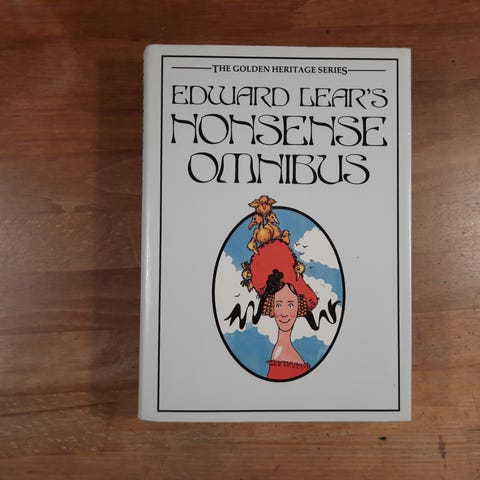 THE GOLDEN HERITAGE SERIES
EDWARD LEAR'S
NONSENSE
OMNIBUS